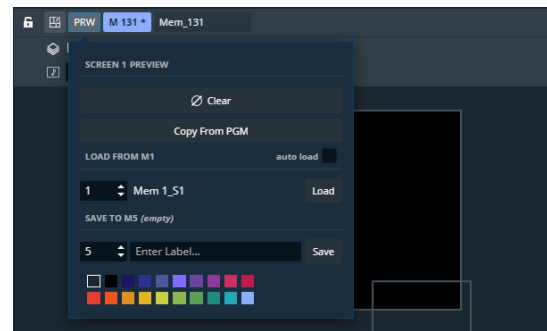 PRW M 131 * Mem_131
SCREEN 1 PREVIEW
Clear
Copy From PGM
LOAD FROM M1 auto load
1 Mem 1_S1 Load
SAVE TO M5 (empty)
5 Enter Label... Save